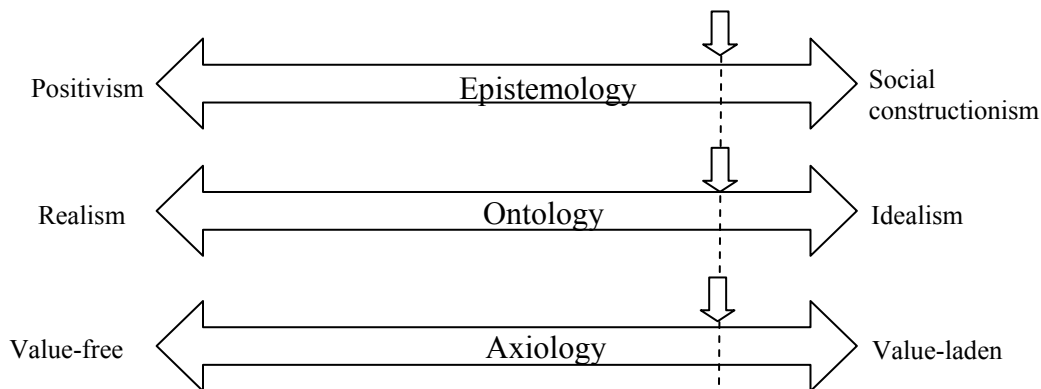 Positivism
Epistemology
Social
constructionism
Realism
Ontology
Idealism
Value-free
Axiology
Value-laden